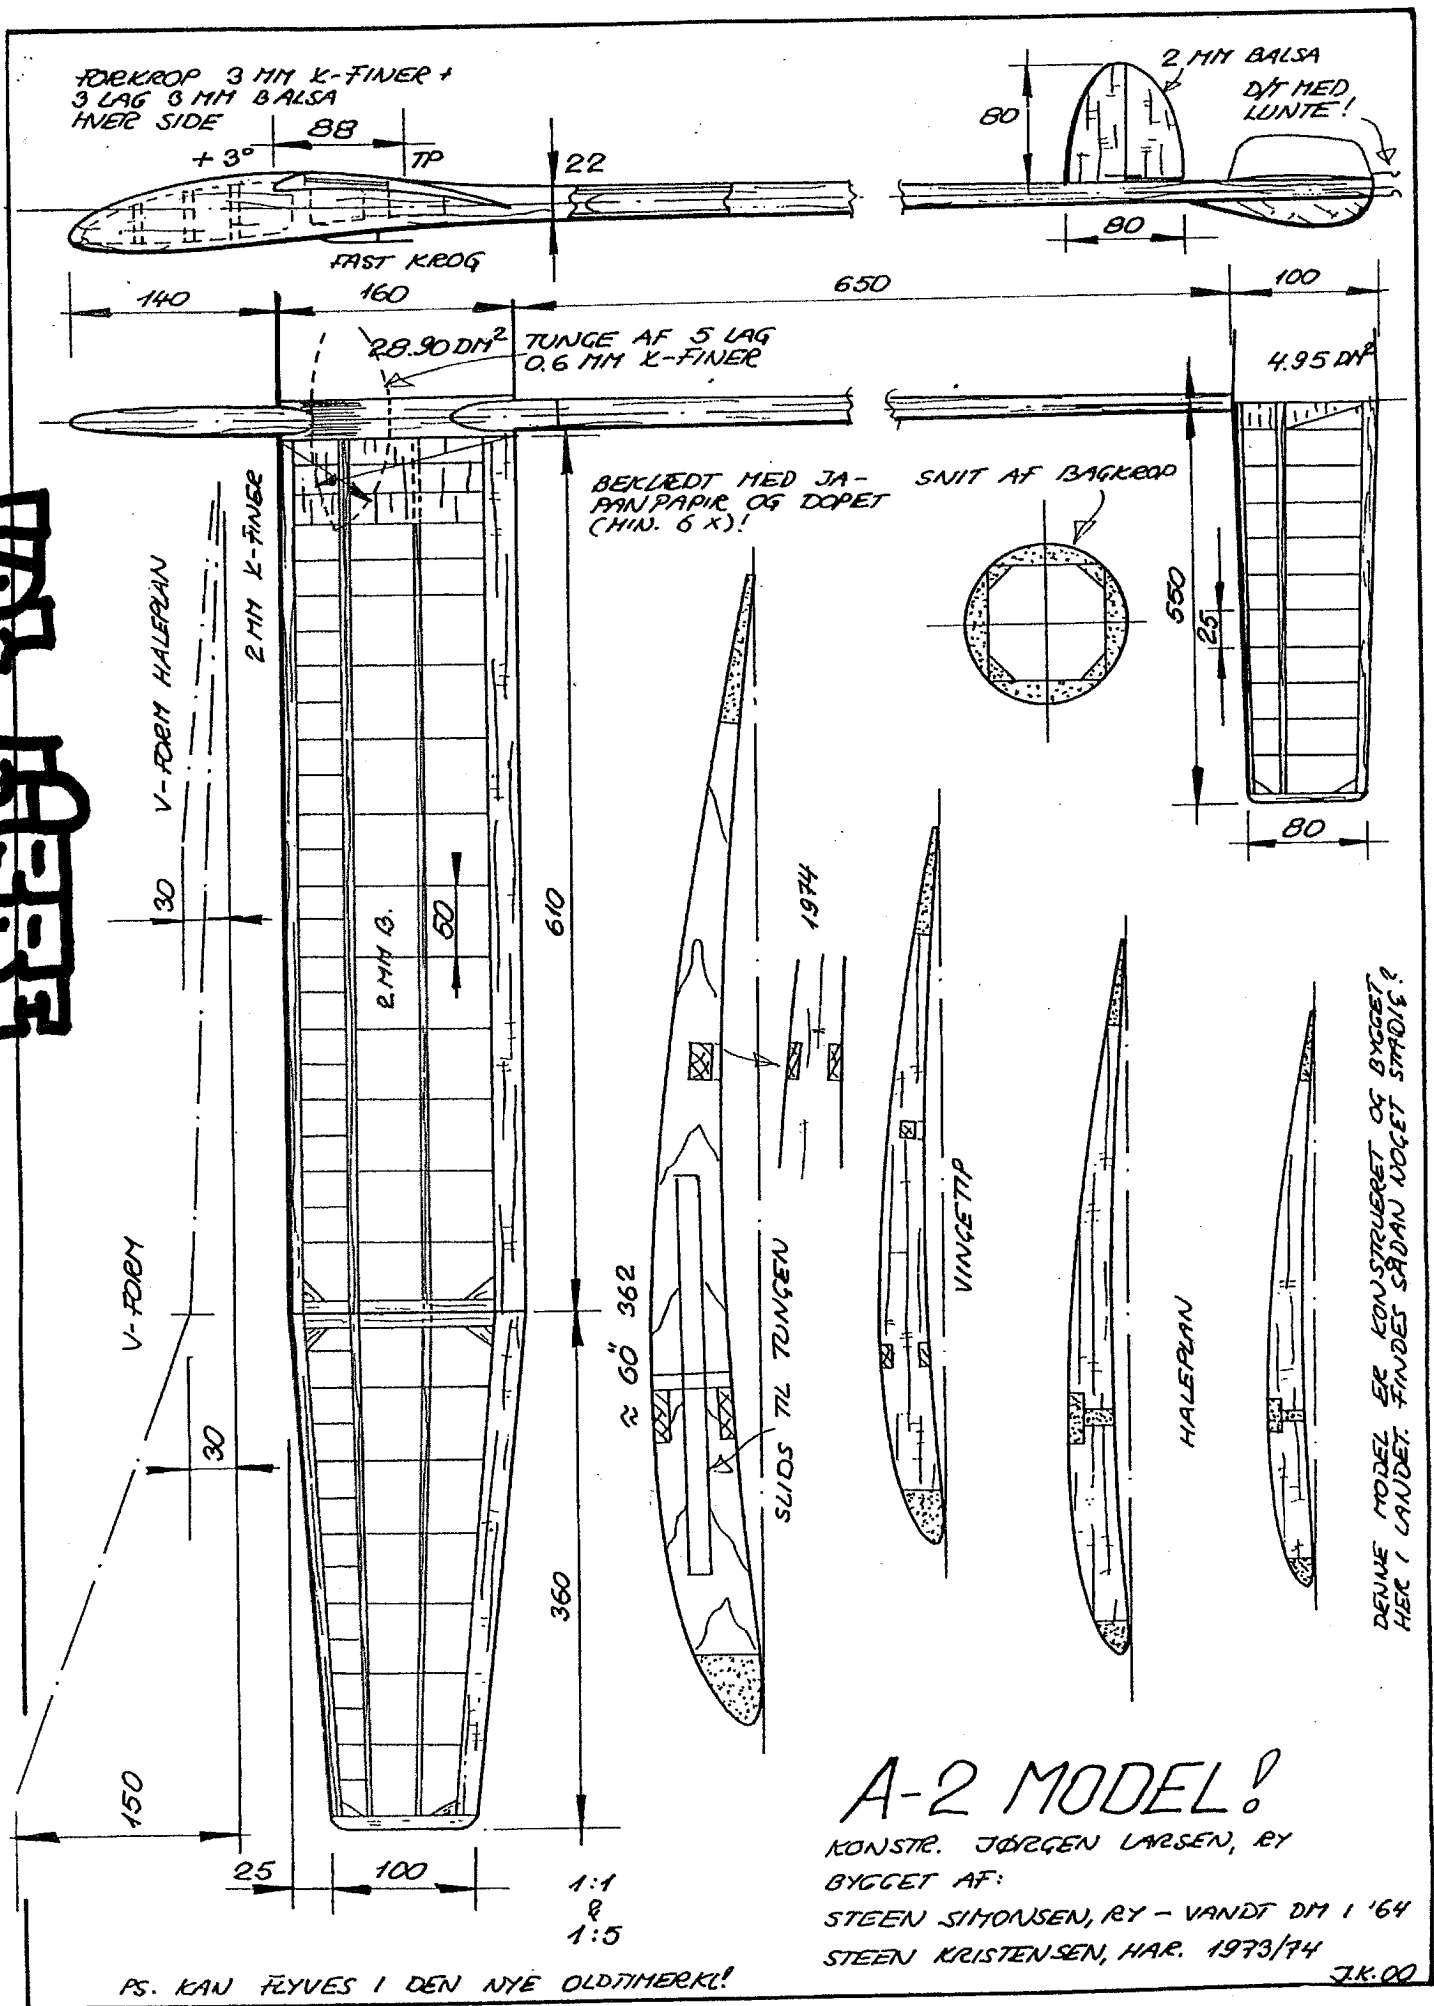 FORKROP 3 MM K-FINER +
3 LAG 3 MM BALSA
HVER SIDE
88
+ 3°
TP
22
80
2 MM BALSA
D/T MED
LUNTE!
80
FAST KROG
140
160
650
100
28.90 DM²
TUNGE AF 5 LAG
0.6 MM K-FINER
4.95 DM²
BEKLÆDT MED JA-
PANPAPIR OG DOPET
(MIN. 6 X)!
SNIT AF BAGKROP
2 MM K-FINER
V-FORM HALEPLAN
30
550
25
80
2 MM B.
50
610
1974
V-FORM
30
≈ 60" 362
SLIDS TIL TUNGEN
VINGETIP
HALEPLAN
DENNE MODEL ER KONSTRUERET OG BYGGET
HER I LANDET. FINDES SÅDAN NOGET STADIG?
360
150
25
100
1:1
&
1:5
A-2 MODEL!
KONSTR. JØRGEN LARSEN, RY
BYGGET AF:
STEEN SIMONSEN, RY - VANDT DM I '64
STEEN KRISTENSEN, HAR. 1973/74
J.K.00
PS. KAN FLYVES I DEN NYE OLDTIMERKL!